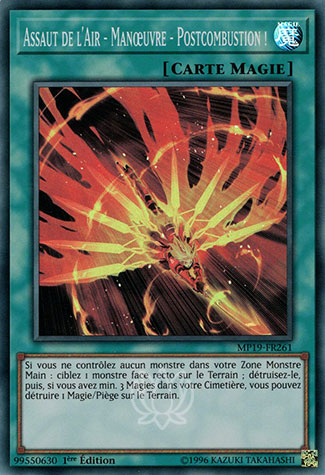 Assaut de l'Air - Manœuvre - Postcombustion !
MAGIE
[Carte Magie]
MP19-FR261
Si vous ne contrôlez aucun monstre dans votre Zone Monstre
Main : ciblez 1 monstre face recto sur le Terrain ; détruisez-le,
puis, si vous avez min. 3 Magies dans votre Cimetière, vous pouvez
détruire 1 Magie/Piège sur le Terrain.
99550630 1ère Édition ©1996 KAZUKI TAKAHASHI